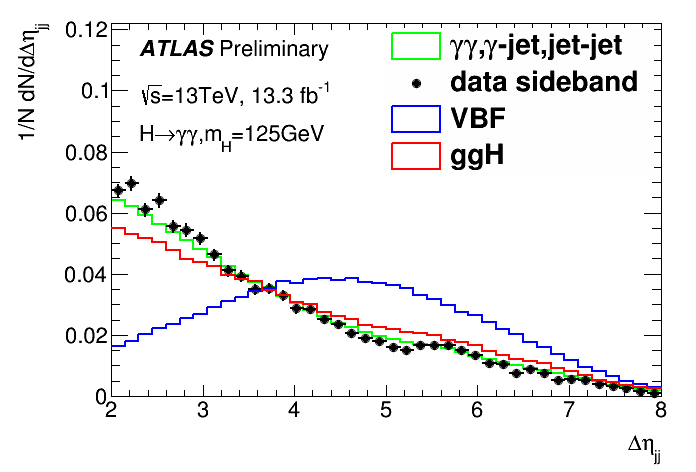 0.12
0.1
0.08
0.06
0.04
0.02
0
1/N dN/dΔη_jj
ATLAS Preliminary
√s=13TeV, 13.3 fb⁻¹
H→γγ,m_H=125GeV
γγ,γ-jet,jet-jet
data sideband
VBF
ggH
2 3 4 5 6 7 8
Δη_jj